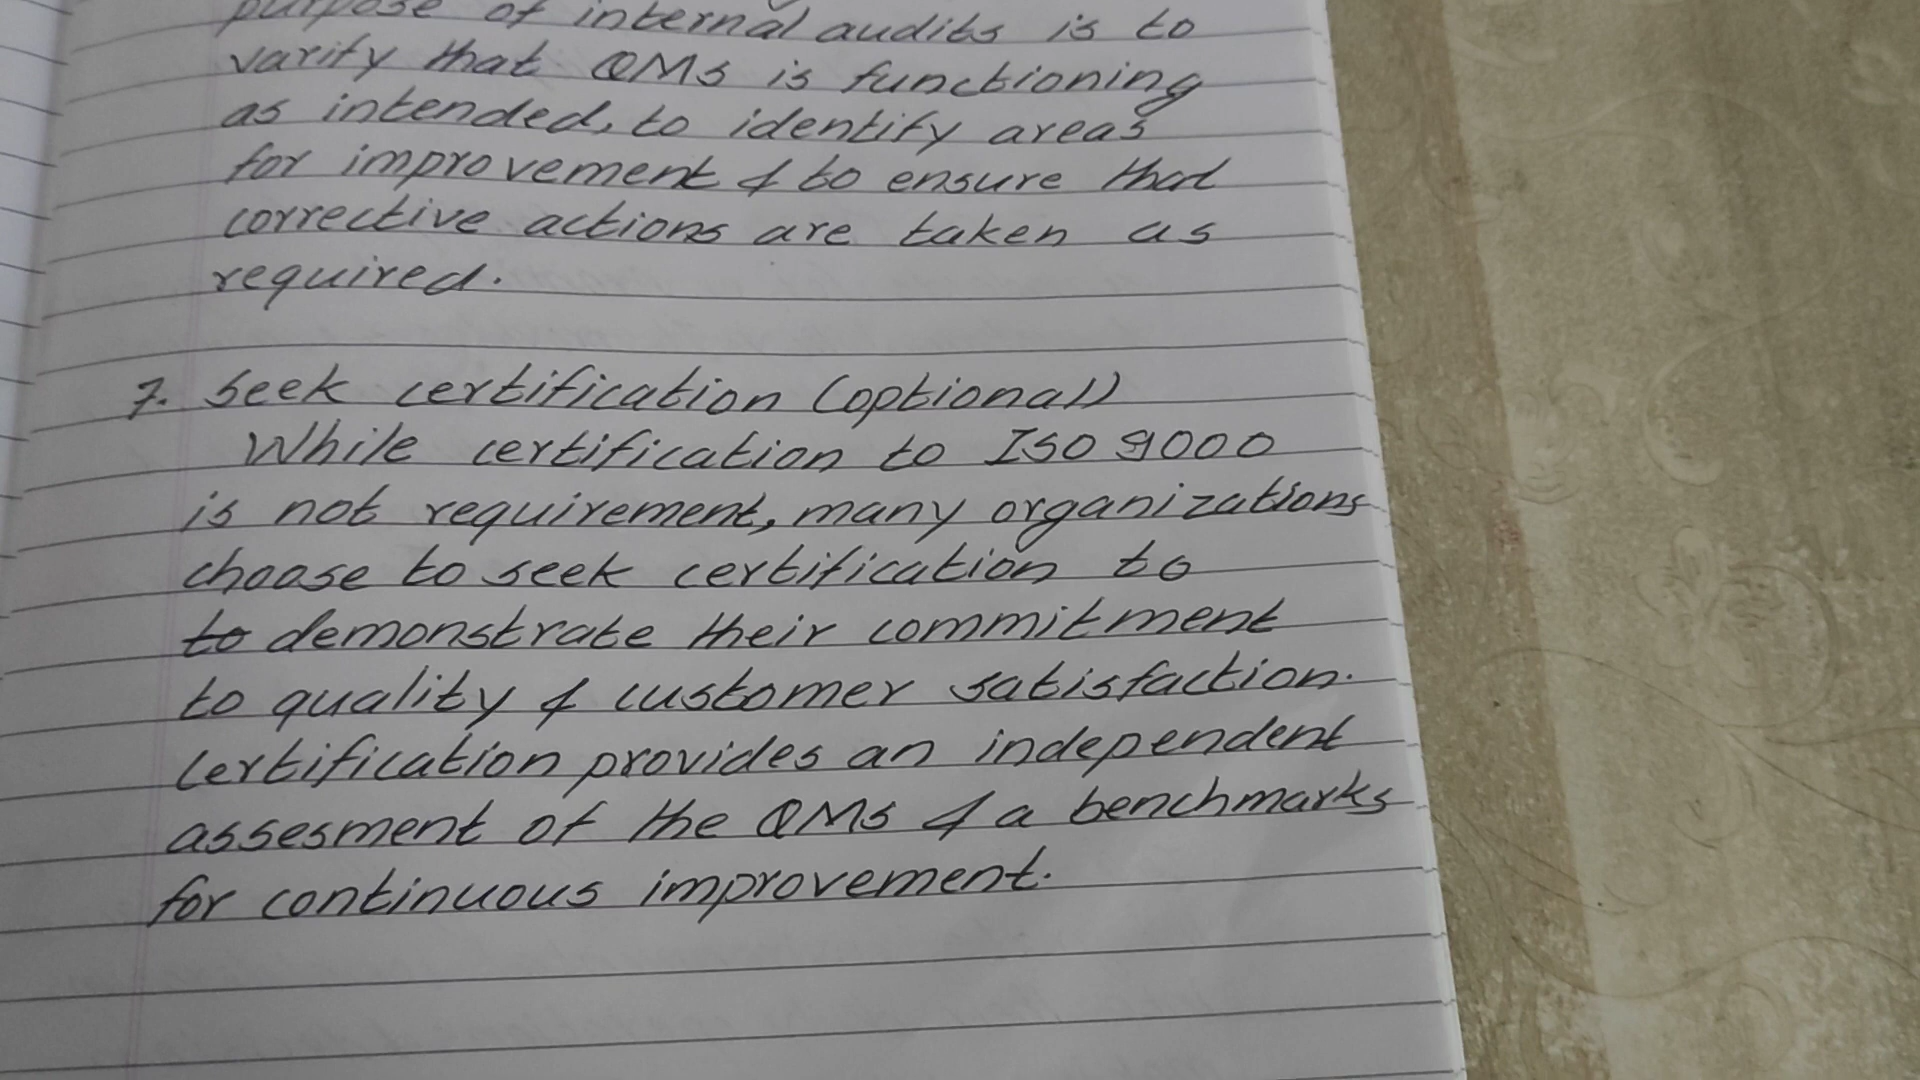 purpose of internal audits is to
varify that QMS is functioning
as intended, to identify areas
for improvement & to ensure that
corrective actions are taken as
required.
7. Seek certification (optional)
While certification to ISO 9000
is not requirement, many organizations
choose to seek certification to
to demonstrate their commitment
to quality & customer satisfaction.
Certification provides an independent
assesment of the QMS & a benchmarks
for continuous improvement.